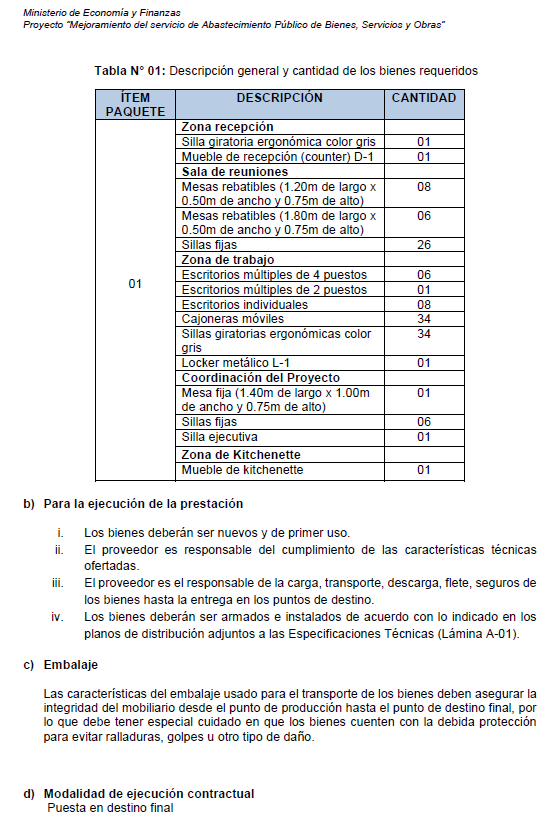 Ministerio de Economía y Finanzas
Proyecto "Mejoramiento del servicio de Abastecimiento Público de Bienes, Servicios y Obras"
Tabla N° 01: Descripción general y cantidad de los bienes requeridos
ÍTEM PAQUETE DESCRIPCIÓN CANTIDAD
01
Zona recepción
Silla giratoria ergonómica color gris 01
Mueble de recepción (counter) D-1 01
Sala de reuniones
Mesas rebatibles (1.20m de largo x 08
0.50m de ancho y 0.75m de alto)
Mesas rebatibles (1.80m de largo x 06
0.50m de ancho y 0.75m de alto)
Sillas fijas 26
Zona de trabajo
Escritorios múltiples de 4 puestos 06
Escritorios múltiples de 2 puestos 01
Escritorios individuales 08
Cajoneras móviles 34
Sillas giratorias ergonómicas color 34
gris
Locker metálico L-1 01
Coordinación del Proyecto
Mesa fija (1.40m de largo x 1.00m 01
de ancho y 0.75m de alto)
Sillas fijas 06
Silla ejecutiva 01
Zona de Kitchenette
Mueble de kitchenette 01
b) Para la ejecución de la prestación
i. Los bienes deberán ser nuevos y de primer uso.
ii. El proveedor es responsable del cumplimiento de las características técnicas
ofertadas.
iii. El proveedor es el responsable de la carga, transporte, descarga, flete, seguros de
los bienes hasta la entrega en los puntos de destino.
iv. Los bienes deberán ser armados e instalados de acuerdo con lo indicado en los
planos de distribución adjuntos a las Especificaciones Técnicas (Lámina A-01).
c) Embalaje
Las características del embalaje usado para el transporte de los bienes deben asegurar la
integridad del mobiliario desde el punto de producción hasta el punto de destino final, por
lo que debe tener especial cuidado en que los bienes cuenten con la debida protección
para evitar ralladuras, golpes u otro tipo de daño.
d) Modalidad de ejecución contractual
Puesta en destino final